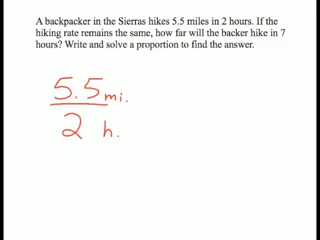 A backpacker in the Sierras hikes 5.5 miles in 2 hours. If the
hiking rate remains the same, how far will the backer hike in 7
hours? Write and solve a proportion to find the answer.
5.5 mi.
2 h.